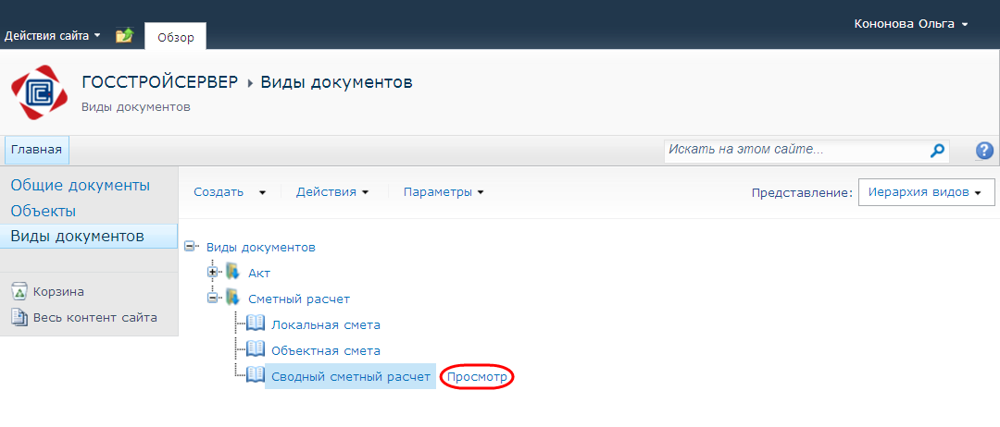 Кононова Ольга
Действия сайта
Обзор
ГОССТРОЙСЕРВЕР Виды документов
Виды документов
Главная
Искать на этом сайте...
Общие документы
Объекты
Виды документов
Корзина
Весь контент сайта
Создать Действия Параметры Представление: Иерархия видов
Виды документов
Акт
Сметный расчет
Локальная смета
Объектная смета
Сводный сметный расчет Просмотр